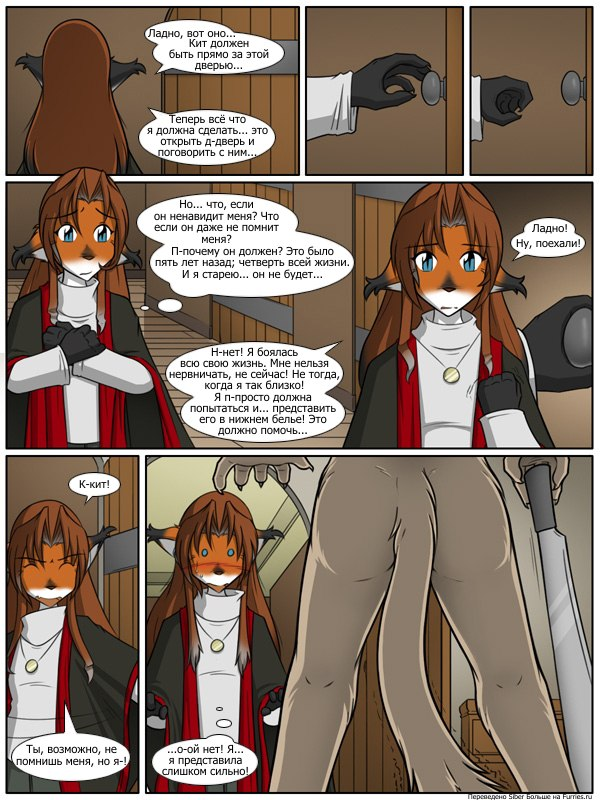 Ладно, вот оно...
Кит должен
быть прямо за этой
дверью...
Теперь всё что
я должна сделать... это
открыть д-дверь и
поговорить с ним...
Но... что, если
он ненавидит меня? Что
если он даже не помнит
меня?
П-почему он должен? Это было
пять лет назад; четверть всей жизни.
И я старею... он не будет...
Н-нет! Я боялась
всю свою жизнь. Мне нельзя
нервничать, не сейчас! Не тогда,
когда я так близко!
Я п-просто должна
попытаться и... представить
его в нижнем белье! Это
должно помочь...
Ладно!
Ну, поехали!
К-кит!
Ты, возможно, не
помнишь меня, но я-!
...о-ой нет! Я...
я представила
слишком сильно!
Переведено Siber Больше на Furries.ru